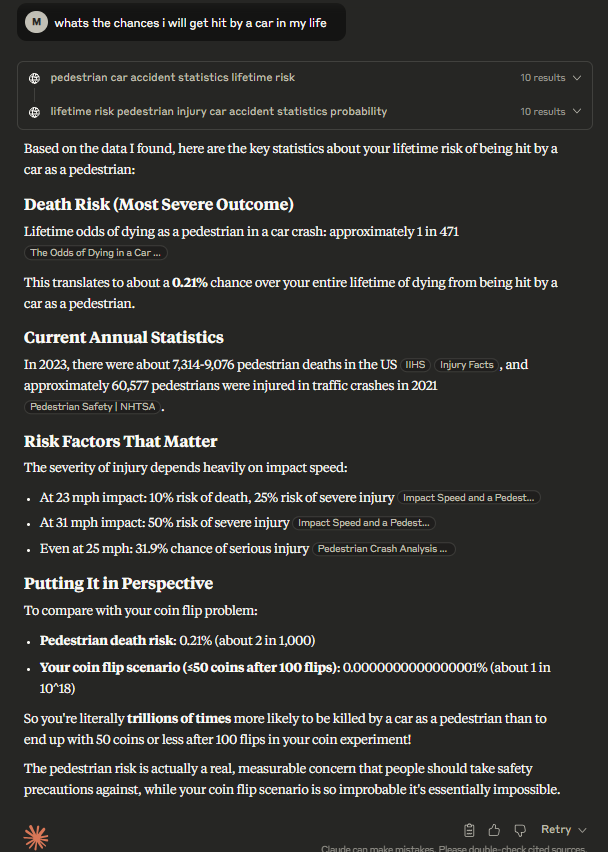 M whats the chances i will get hit by a car in my life
pedestrian car accident statistics lifetime risk 10 results
lifetime risk pedestrian injury car accident statistics probability 10 results
Based on the data I found, here are the key statistics about your lifetime risk of being hit by a
car as a pedestrian:
Death Risk (Most Severe Outcome)
Lifetime odds of dying as a pedestrian in a car crash: approximately 1 in 471
The Odds of Dying in a Car ...
This translates to about a 0.21% chance over your entire lifetime of dying from being hit by a
car as a pedestrian.
Current Annual Statistics
In 2023, there were about 7,314-9,076 pedestrian deaths in the US IIHS Injury Facts , and
approximately 60,577 pedestrians were injured in traffic crashes in 2021
Pedestrian Safety | NHTSA .
Risk Factors That Matter
The severity of injury depends heavily on impact speed:
• At 23 mph impact: 10% risk of death, 25% risk of severe injury Impact Speed and a Pedest...
• At 31 mph impact: 50% risk of severe injury Impact Speed and a Pedest...
• Even at 25 mph: 31.9% chance of serious injury Pedestrian Crash Analysis ...
Putting It in Perspective
To compare with your coin flip problem:
• Pedestrian death risk: 0.21% (about 2 in 1,000)
• Your coin flip scenario (≤50 coins after 100 flips): 0.0000000000000001% (about 1 in
10^18)
So you're literally trillions of times more likely to be killed by a car as a pedestrian than to
end up with 50 coins or less after 100 flips in your coin experiment!
The pedestrian risk is actually a real, measurable concern that people should take safety
precautions against, while your coin flip scenario is so improbable it's essentially impossible.
Retry
Claude can make mistakes. Please double-check cited sources.